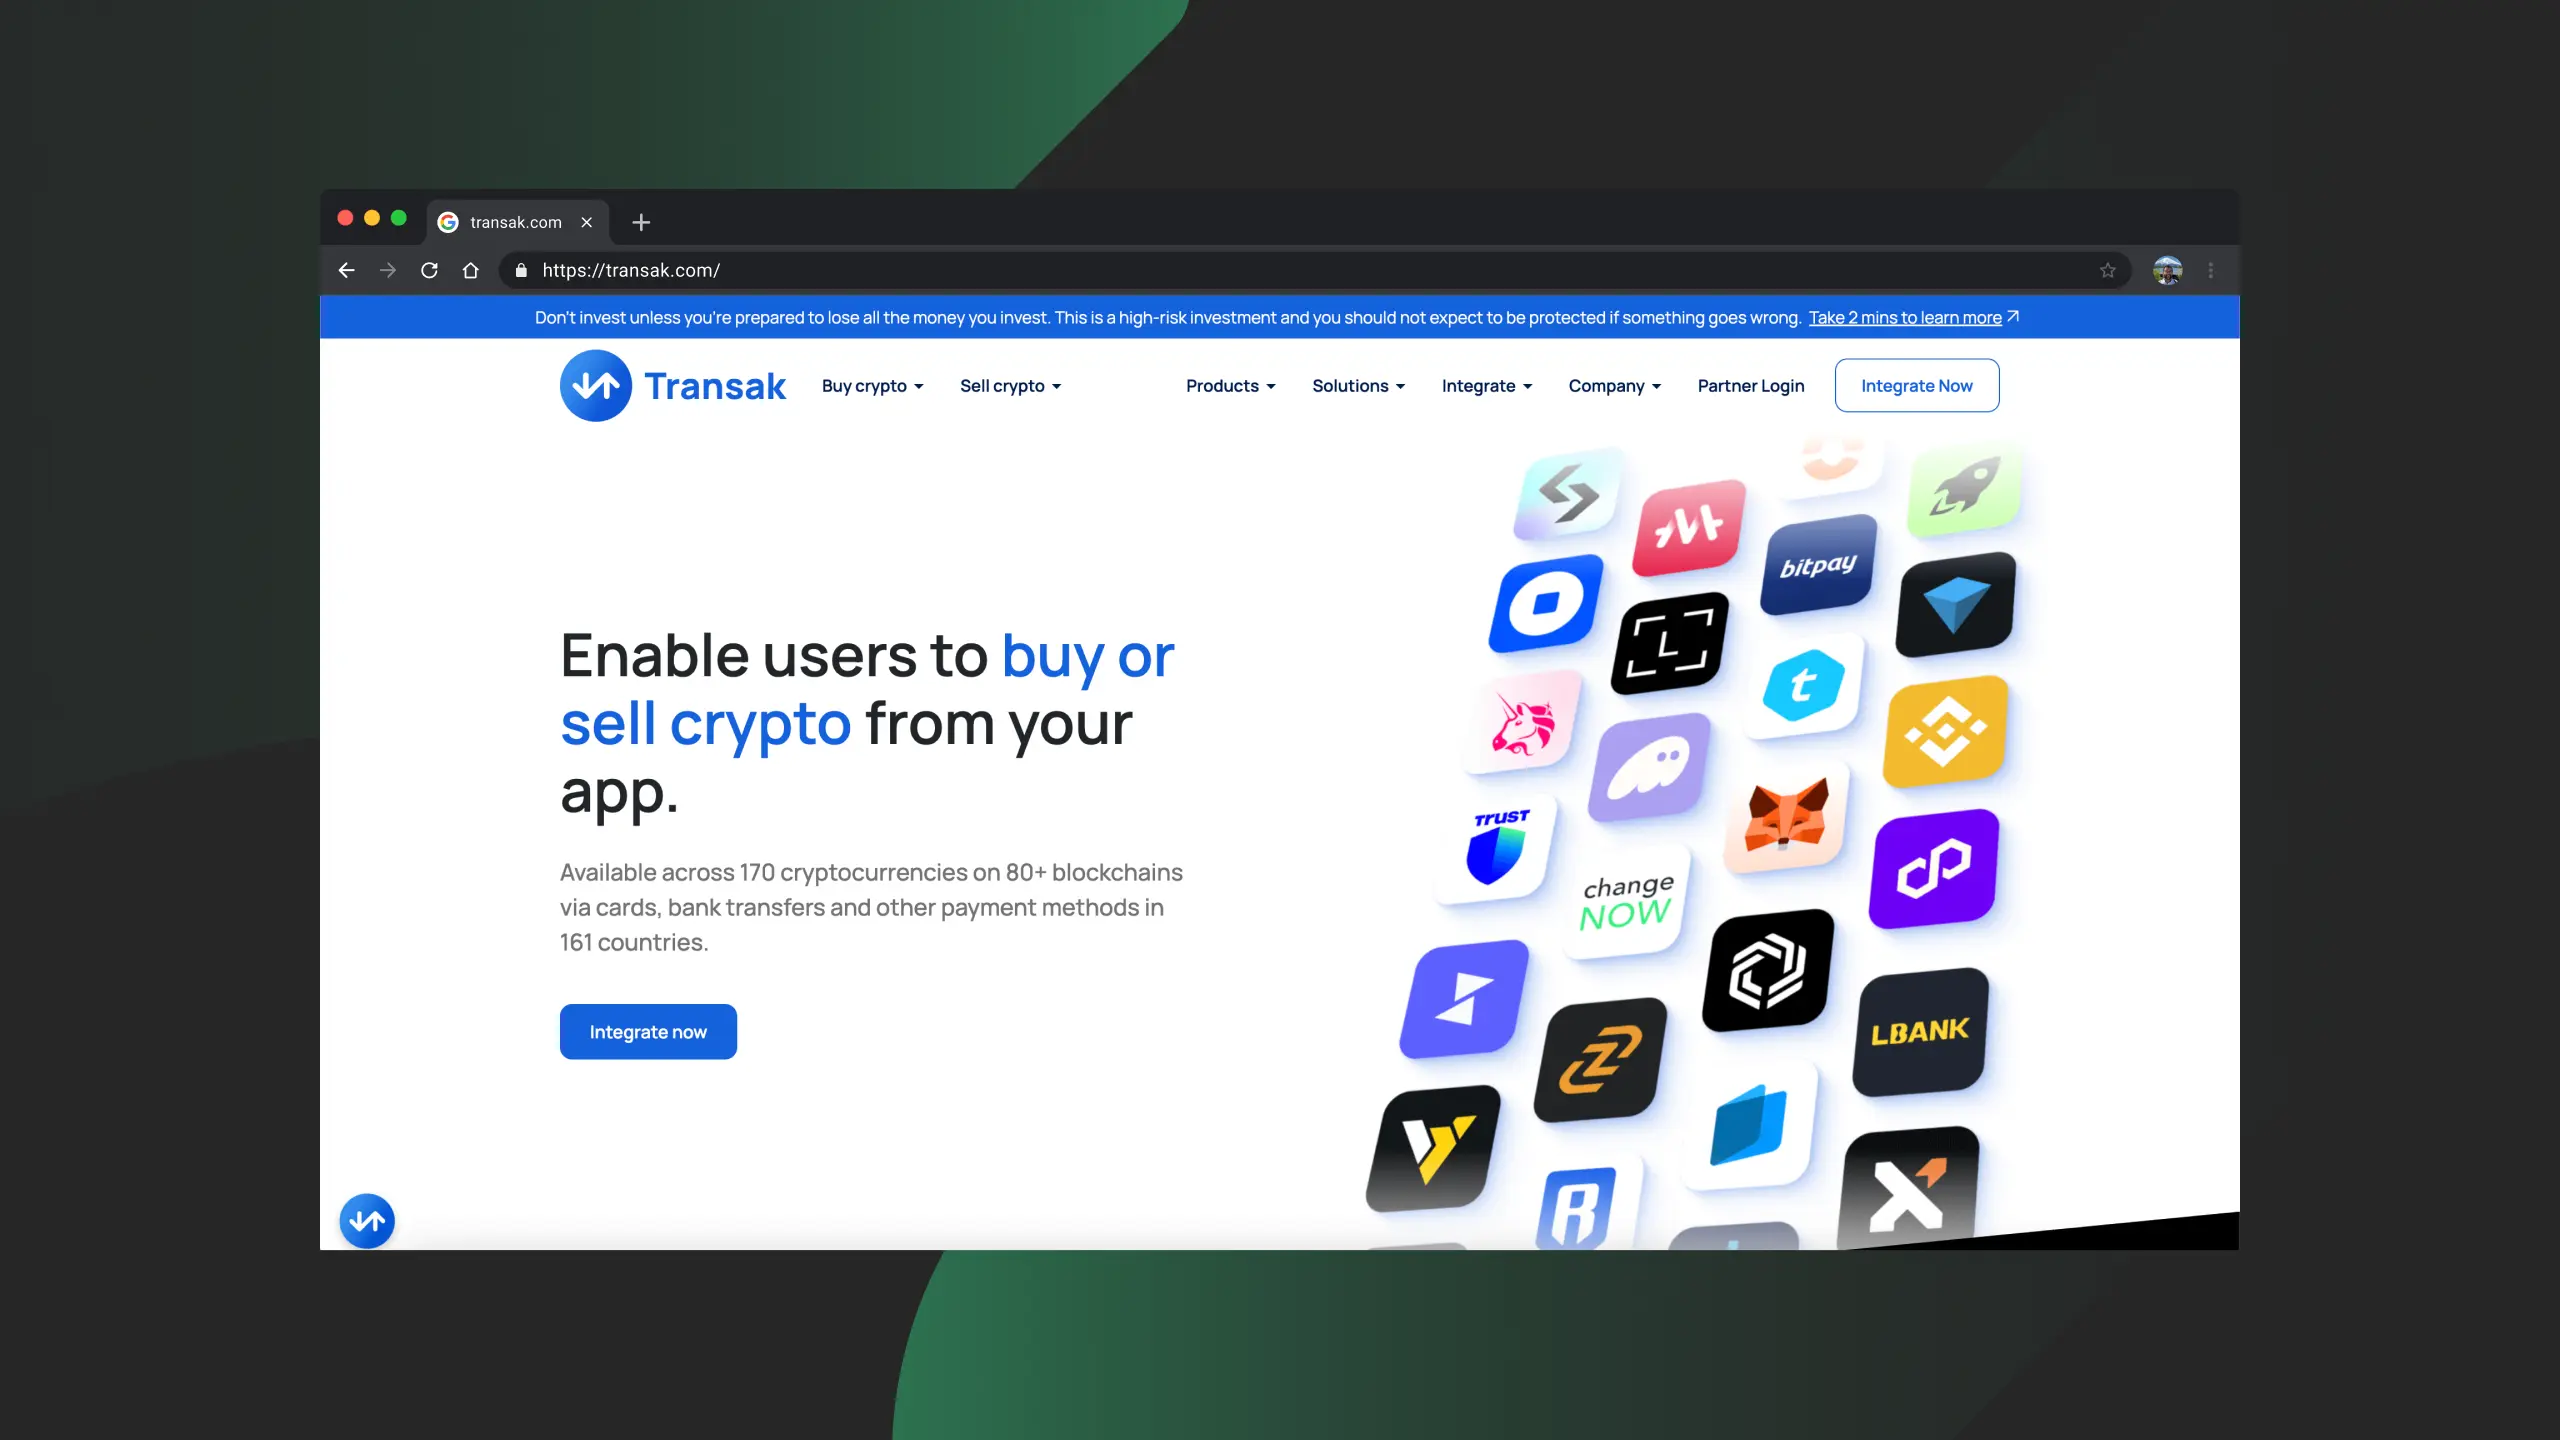 transak.com
https://transak.com/
Don't invest unless you're prepared to lose all the money you invest. This is a high-risk investment and you should not expect to be protected if something goes wrong. Take 2 mins to learn more
Transak
Buy crypto
Sell crypto
Products
Solutions
Integrate
Company
Partner Login
Integrate Now
Enable users to buy or
sell crypto from your
app.
Available across 170 cryptocurrencies on 80+ blockchains
via cards, bank transfers and other payment methods in
161 countries.
Integrate now
bitpay
L
t
TRUST
change
NOW
LBANK